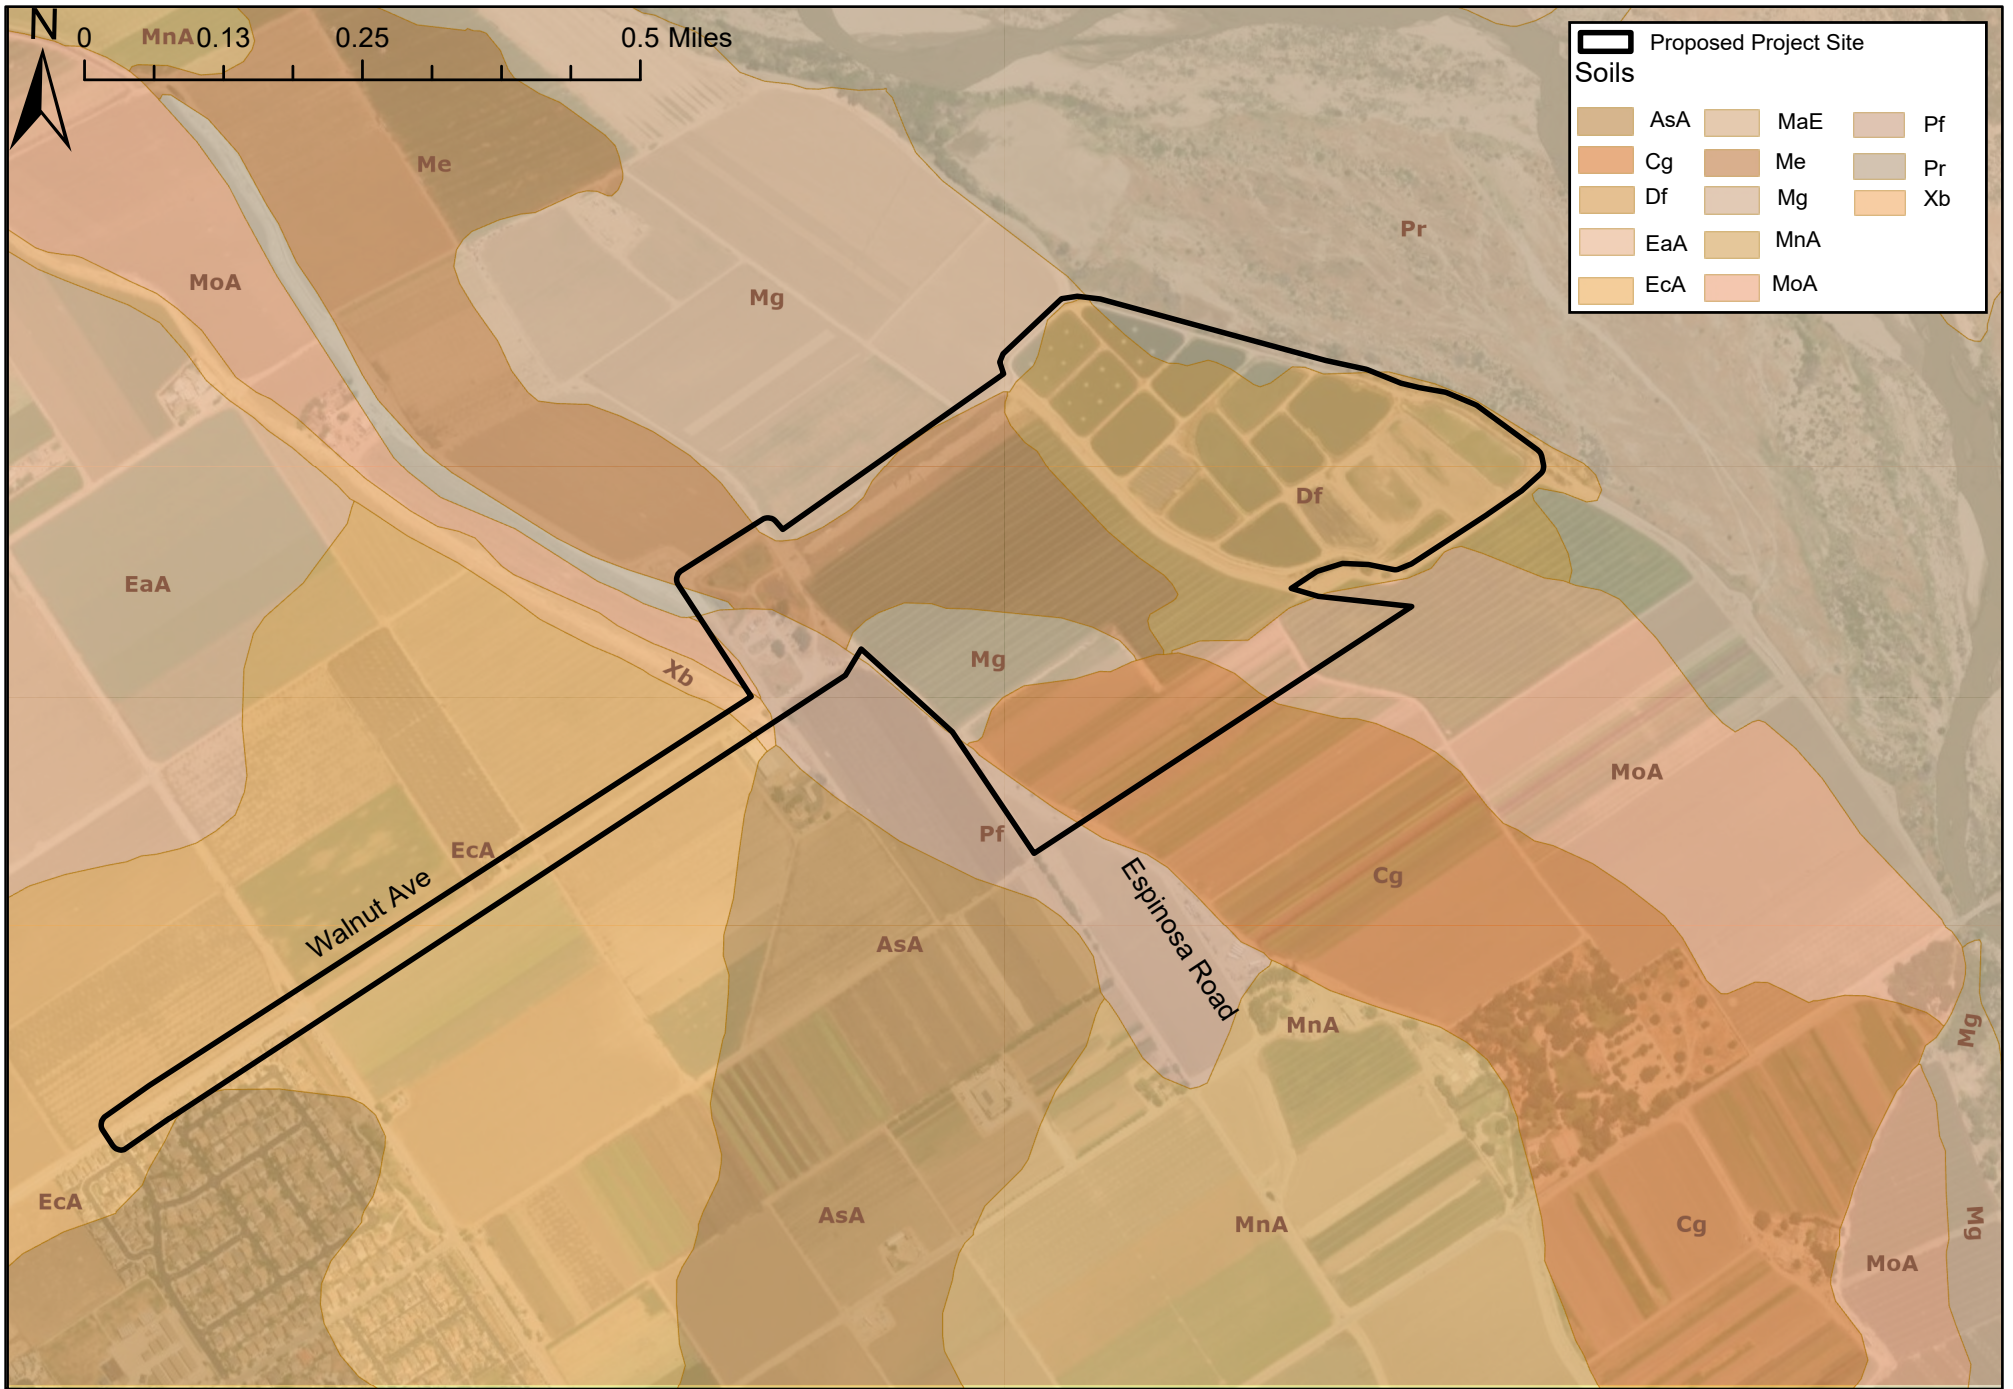 N
0 0.13 0.25 0.5 Miles
Proposed Project Site
Soils
AsA
Cg
Df
EaA
EcA
MaE
Me
Mg
MnA
MoA
Pf
Pr
Xb
MnA
Me
MoA
Mg
Pr
Df
EaA
Mg
Xb
MoA
EcA
Pf
Cg
Walnut Ave
Espinosa Road
AsA
MnA
Mg
EcA
AsA
MnA
Cg
Mg
MoA